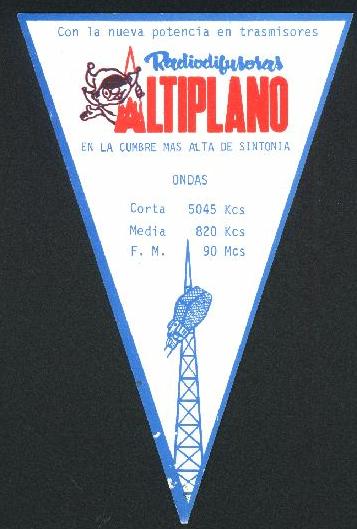 Con la nueva potencia en trasmisores
Radiodifusoras
ALTIPLANO
EN LA CUMBRE MAS ALTA DE SINTONIA
ONDAS
Corta 5045 Kcs
Media 820 Kcs
F. M. 90 Mcs